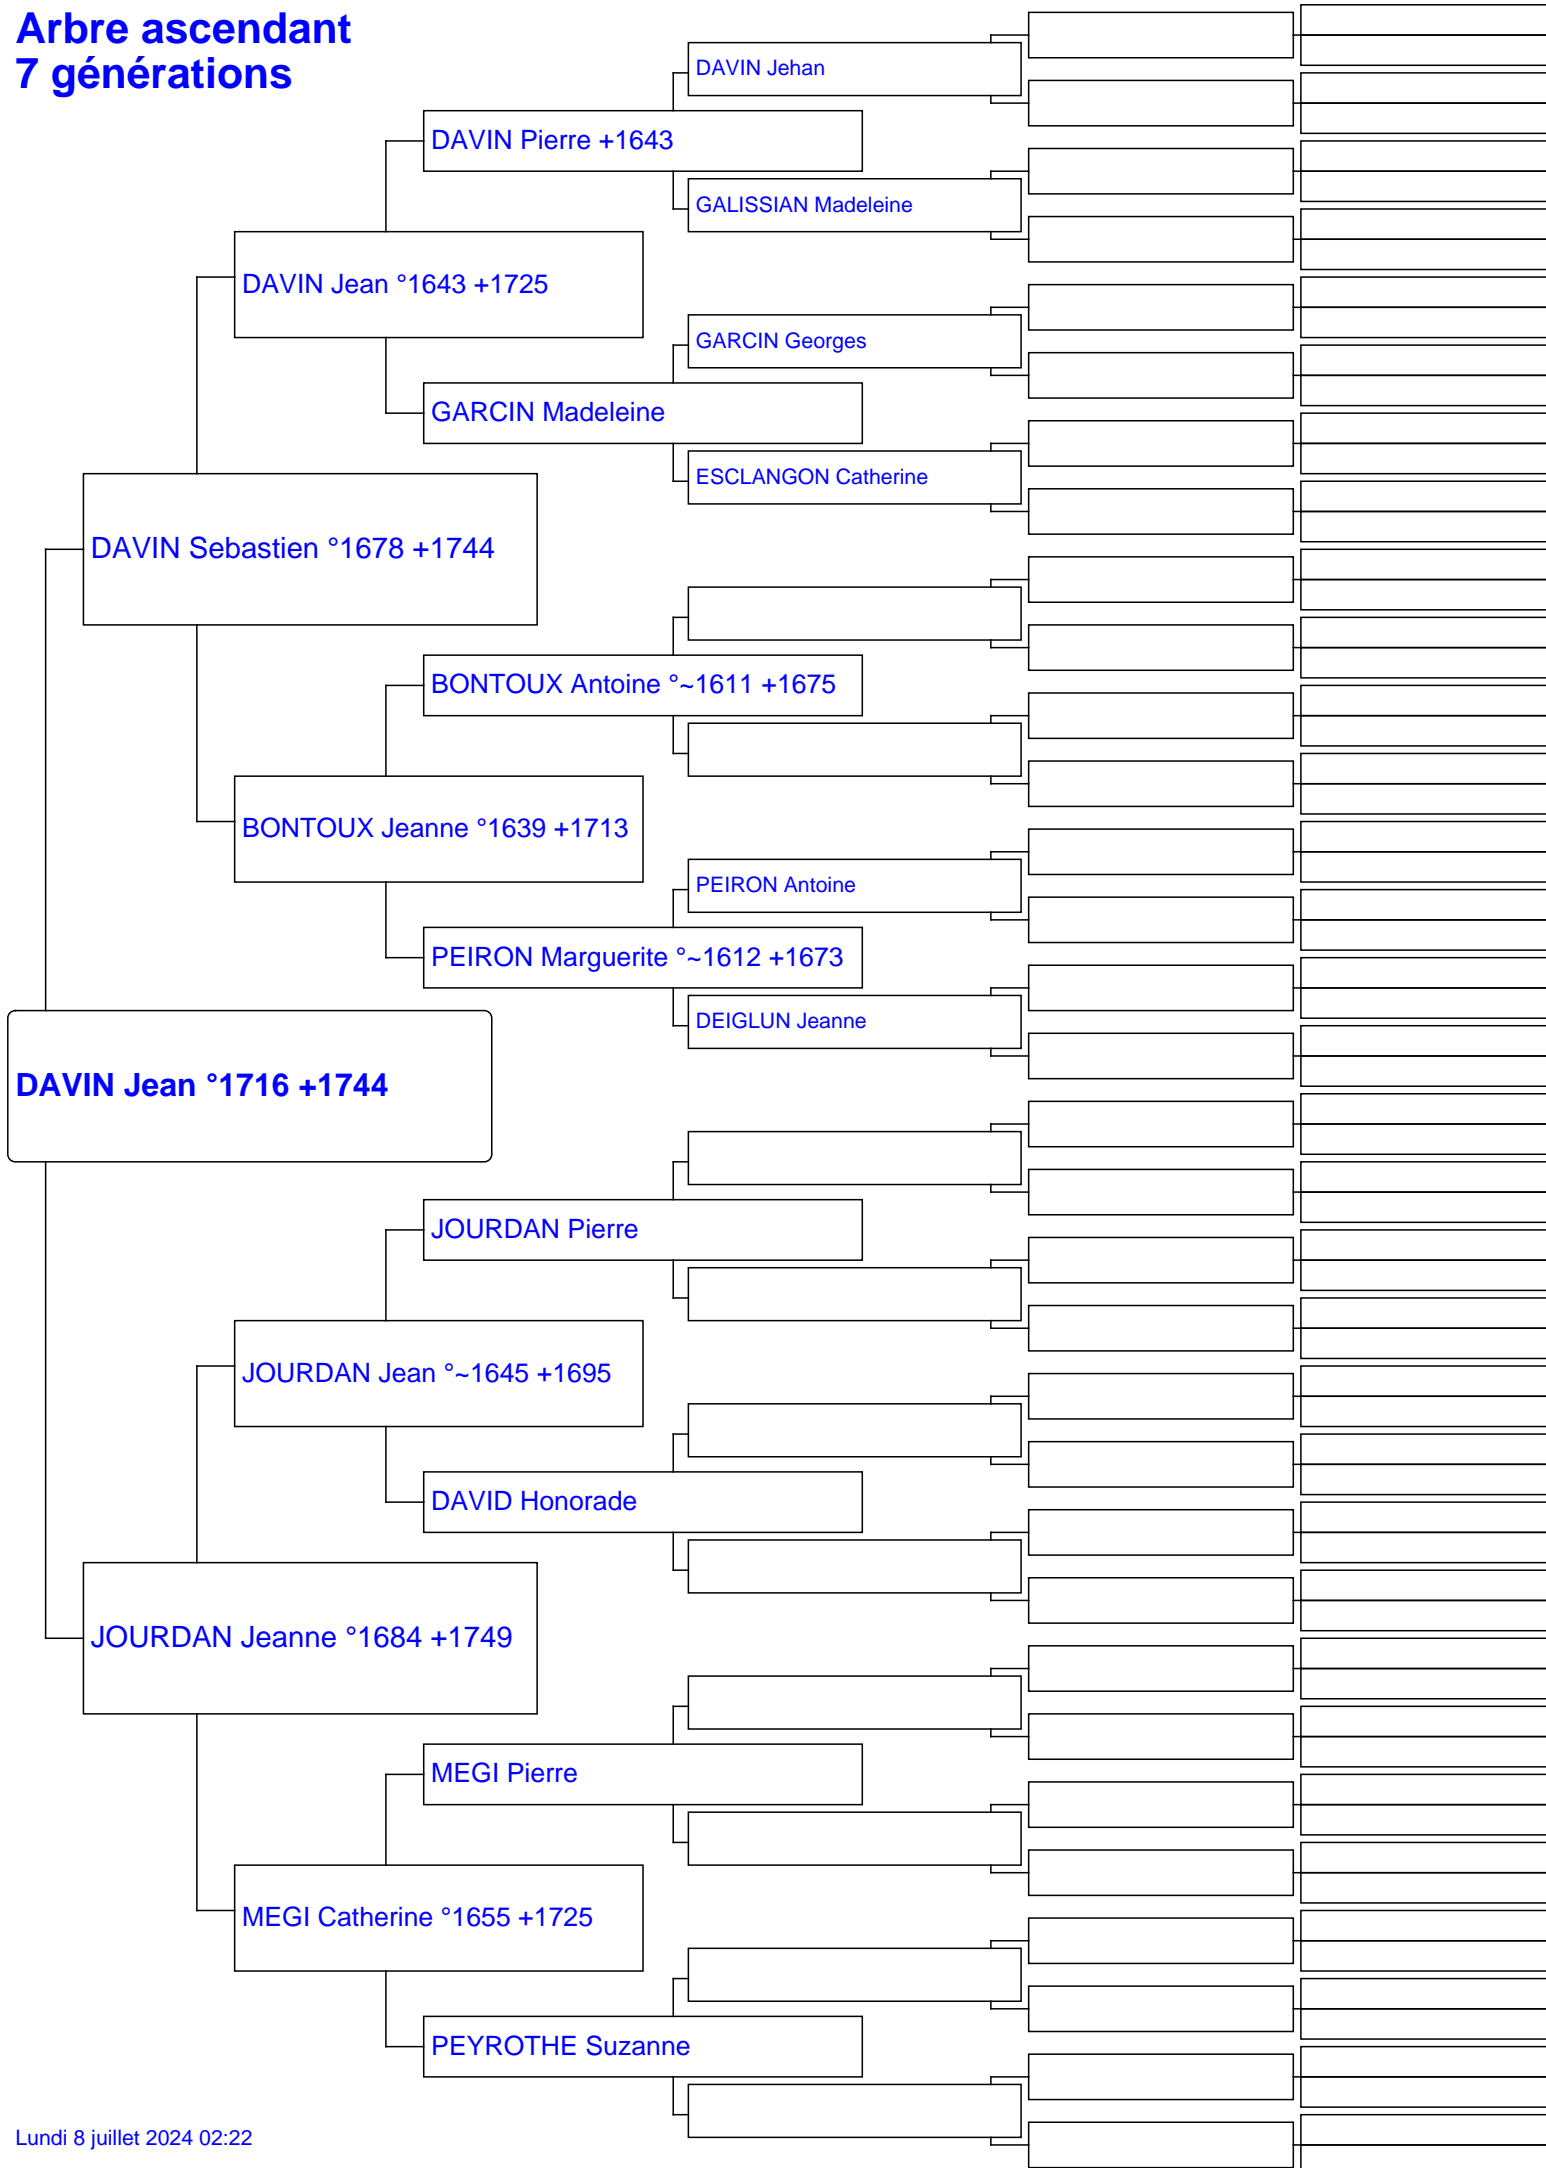 Arbre ascendant
7 générations
DAVIN Jehan
DAVIN Pierre +1643
GALISSIAN Madeleine
DAVIN Jean °1643 +1725
GARCIN Georges
GARCIN Madeleine
ESCLANGON Catherine
DAVIN Sebastien °1678 +1744
BONTOUX Antoine °~1611 +1675
BONTOUX Jeanne °1639 +1713
PEIRON Antoine
PEIRON Marguerite °~1612 +1673
DEIGLUN Jeanne
DAVIN Jean °1716 +1744
JOURDAN Pierre
JOURDAN Jean °~1645 +1695
DAVID Honorade
JOURDAN Jeanne °1684 +1749
MEGI Pierre
MEGI Catherine °1655 +1725
PEYROTHE Suzanne
Lundi 8 juillet 2024 02:22